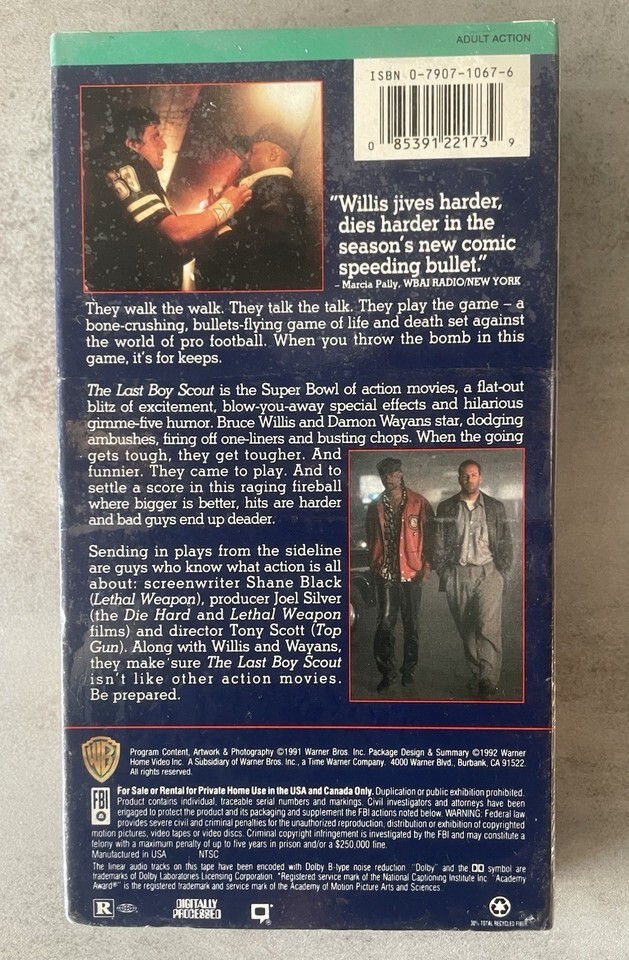 ADULT ACTION
ISBN 0-7907-1067-6
0 85391 22173 9
"Willis jives harder,
dies harder in the
season's new comic
speeding bullet."
– Marcia Pally, WBAI RADIO/NEW YORK
They walk the walk. They talk the talk. They play the game – a
bone-crushing, bullets-flying game of life and death set against
the world of pro football. When you throw the bomb in this
game, it's for keeps.
The Last Boy Scout is the Super Bowl of action movies, a flat-out
blitz of excitement, blow-you-away special effects and hilarious
gimme-five humor. Bruce Willis and Damon Wayans star, dodging
ambushes, firing off one-liners and busting chops. When the going
gets tough, they get tougher. And
funnier. They came to play. And to
settle a score in this raging fireball
where bigger is better, hits are harder
and bad guys end up deader.
Sending in plays from the sideline
are guys who know what action is all
about: screenwriter Shane Black
(Lethal Weapon), producer Joel Silver
(the Die Hard and Lethal Weapon
films) and director Tony Scott (Top
Gun). Along with Willis and Wayans,
they make sure The Last Boy Scout
isn't like other action movies.
Be prepared.
WB
Program Content, Artwork & Photography ©1991 Warner Bros. Inc. Package Design & Summary ©1992 Warner
Home Video Inc. A Subsidiary of Warner Bros. Inc., a Time Warner Company. 4000 Warner Blvd., Burbank, CA 91522.
All rights reserved.
FBI
For Sale or Rental for Private Home Use in the USA and Canada Only. Duplication or public exhibition prohibited.
Product contains individual, traceable serial numbers and markings. Civil investigators and attorneys have been
engaged to protect the product and its packaging and supplement the FBI actions noted below. WARNING: Federal law
provides severe civil and criminal penalties for the unauthorized reproduction, distribution or exhibition of copyrighted
motion pictures, video tapes or video discs. Criminal copyright infringement is investigated by the FBI and may constitute a
felony with a maximum penalty of up to five years in prison and/or a $250,000 fine.
Manufactured in USA NTSC
The linear audio tracks on this tape have been encoded with Dolby B-type noise reduction. "Dolby" and the symbol are
trademarks of Dolby Laboratories Licensing Corporation. *Registered service mark of the National Captioning Institute Inc. "Academy
Award®" is the registered trademark and service mark of the Academy of Motion Picture Arts and Sciences.
R
DIGITALLY
PROCESSED
30% TOTAL RECYCLED FIBER